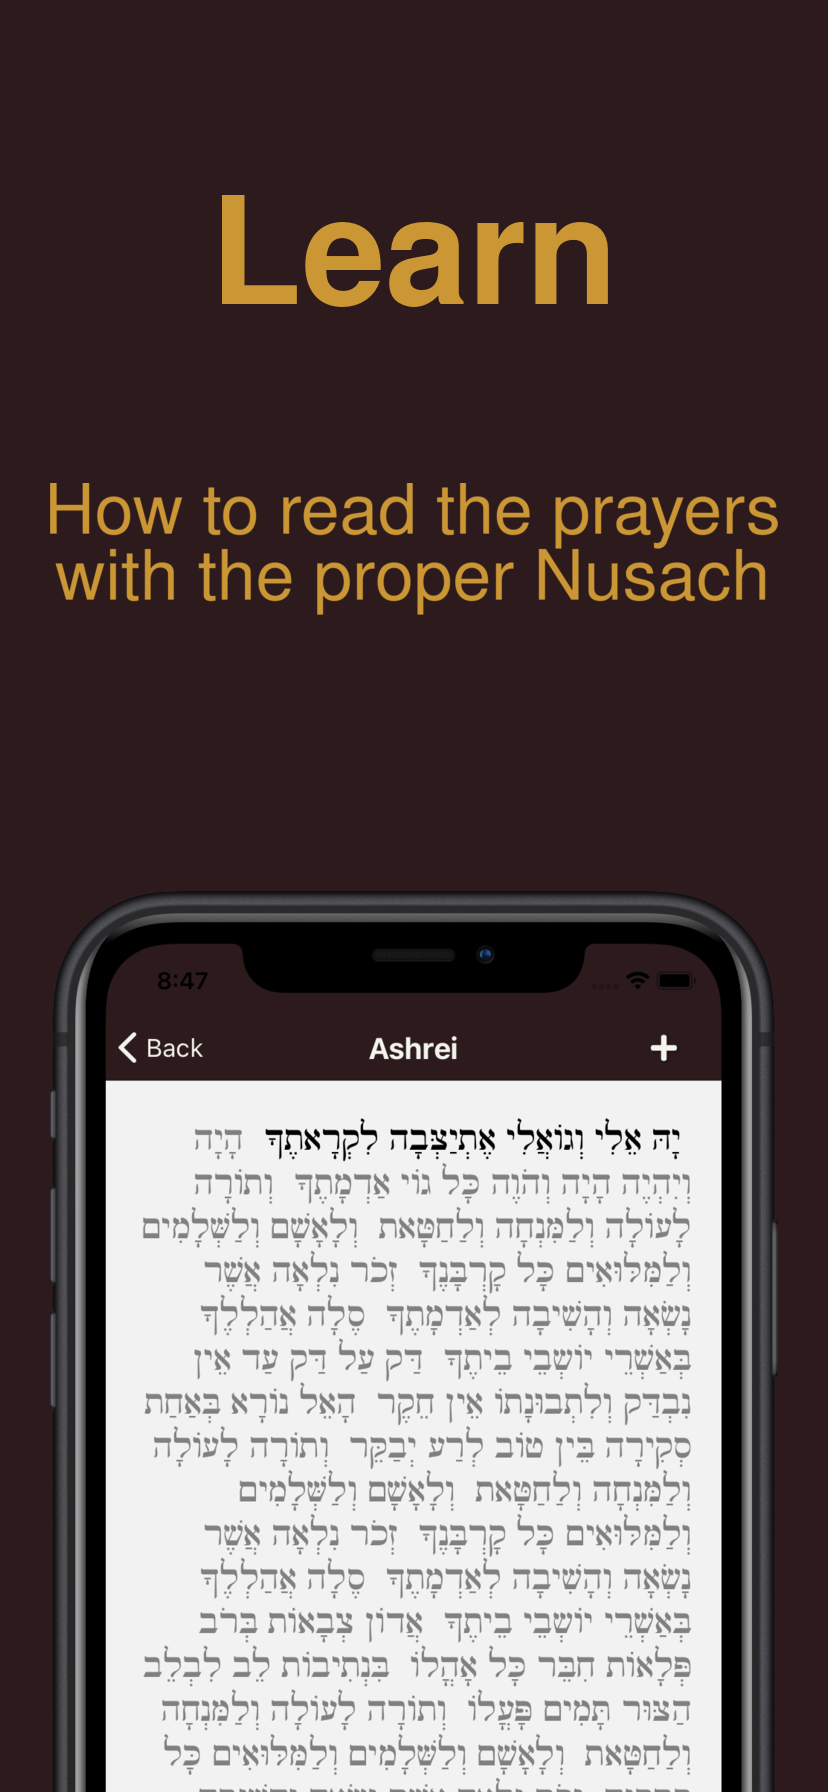 Learn
How to read the prayers
with the proper Nusach
8:47
Back
Ashrei
יָהּ אֵלִי וְגוֹאֲלִי אֶתְיַצְּבָה לִקְרָאתֶךָ הָיָה
וְיִהְיֶה הָיָה וְהֹוֶה כָּל גּוֹי אַדְמָתֶךָ וְתוֹרָה
לָעוֹלָה וְלַמִּנְחָה וְלַחַטָּאת וְלָאָשָׁם וְלַשְּׁלָמִים
וְלַמִּלּוּאִים כָּל קָרְבָּנֶךָ זְכֹר נִלְאָה אֲשֶׁר
נָשְׂאָה וְהָשִׁיבָה לְאַדְמָתֶךָ סֶלָה אֲהַלְלֶךָּ
בְּאַשְׁרֵי יוֹשְׁבֵי בֵיתֶךָ דַּק עַל דַּק עַד אֵין
נִבְדַּק וְלִתְבוּנָתוֹ אֵין חֵקֶר הָאֵל נוֹרָא בְּאַחַת
סְקִירָה בֵּין טוֹב לְרַע יְבַקֵּר וְתוֹרָה לָעוֹלָה
וְלַמִּנְחָה וְלַחַטָּאת וְלָאָשָׁם וְלַשְּׁלָמִים
וְלַמִּלּוּאִים כָּל קָרְבָּנֶךָ זְכֹר נִלְאָה אֲשֶׁר
נָשְׂאָה וְהָשִׁיבָה לְאַדְמָתֶךָ סֶלָה אֲהַלְלֶךָּ
בְּאַשְׁרֵי יוֹשְׁבֵי בֵיתֶךָ אֲדוֹן צְבָאוֹת בְּרֹב
פְּלָאוֹת חִבֵּר כָּל אָהֳלוֹ בִּנְתִיבוֹת לֵב לִבְלֵב
הַצּוּר תָּמִים פָּעֳלוֹ וְתוֹרָה לָעוֹלָה וְלַמִּנְחָה
וְלַחַטָּאת וְלָאָשָׁם וְלַשְּׁלָמִים וְלַמִּלּוּאִים כָּל